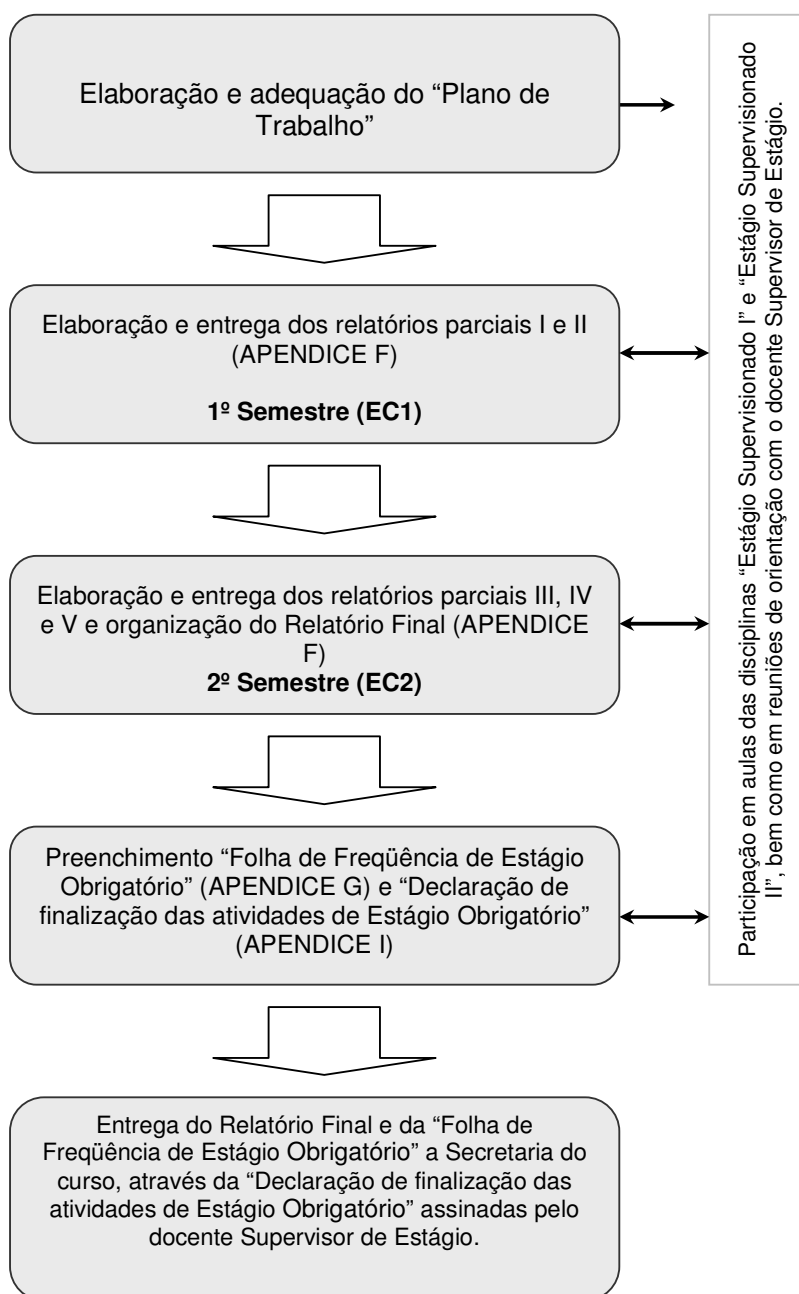 Elaboração e adequação do “Plano de
Trabalho”
Elaboração e entrega dos relatórios parciais I e II
(APENDICE F)
1º Semestre (EC1)
Elaboração e entrega dos relatórios parciais III, IV
e V e organização do Relatório Final (APENDICE
F)
2º Semestre (EC2)
Preenchimento “Folha de Freqüência de Estágio
Obrigatório” (APENDICE G) e “Declaração de
finalização das atividades de Estágio Obrigatório”
(APENDICE I)
Entrega do Relatório Final e da “Folha de
Freqüência de Estágio Obrigatório” a Secretaria do
curso, através da “Declaração de finalização das
atividades de Estágio Obrigatório” assinadas pelo
docente Supervisor de Estágio.
Participação em aulas das disciplinas “Estágio Supervisionado I” e “Estágio Supervisionado
II”, bem como em reuniões de orientação com o docente Supervisor de Estágio.